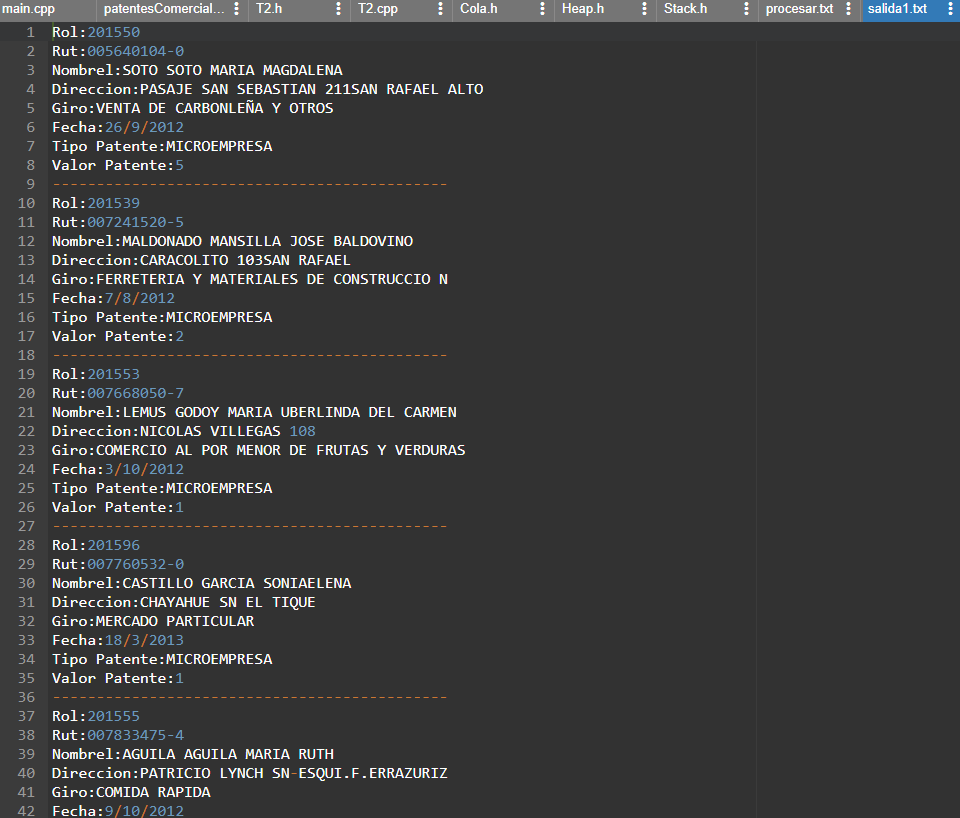 main.cpp patentesComercial... T2.h T2.cpp Cola.h Heap.h Stack.h procesar.txt salida1.txt
1 Rol:201550
2 Rut:005640104-0
3 Nombrel:SOTO SOTO MARIA MAGDALENA
4 Direccion:PASAJE SAN SEBASTIAN 211SAN RAFAEL ALTO
5 Giro:VENTA DE CARBONLEÑA Y OTROS
6 Fecha:26/9/2012
7 Tipo Patente:MICROEMPRESA
8 Valor Patente:5
9 ---------------------------------------------
10 Rol:201539
11 Rut:007241520-5
12 Nombrel:MALDONADO MANSILLA JOSE BALDOVINO
13 Direccion:CARACOLITO 103SAN RAFAEL
14 Giro:FERRETERIA Y MATERIALES DE CONSTRUCCIO N
15 Fecha:7/8/2012
16 Tipo Patente:MICROEMPRESA
17 Valor Patente:2
18 ---------------------------------------------
19 Rol:201553
20 Rut:007668050-7
21 Nombrel:LEMUS GODOY MARIA UBERLINDA DEL CARMEN
22 Direccion:NICOLAS VILLEGAS 108
23 Giro:COMERCIO AL POR MENOR DE FRUTAS Y VERDURAS
24 Fecha:3/10/2012
25 Tipo Patente:MICROEMPRESA
26 Valor Patente:1
27 ---------------------------------------------
28 Rol:201596
29 Rut:007760532-0
30 Nombrel:CASTILLO GARCIA SONIAELENA
31 Direccion:CHAYAHUE SN EL TIQUE
32 Giro:MERCADO PARTICULAR
33 Fecha:18/3/2013
34 Tipo Patente:MICROEMPRESA
35 Valor Patente:1
36 ---------------------------------------------
37 Rol:201555
38 Rut:007833475-4
39 Nombrel:AGUILA AGUILA MARIA RUTH
40 Direccion:PATRICIO LYNCH SN-ESQUI.F.ERRAZURIZ
41 Giro:COMIDA RAPIDA
42 Fecha:9/10/2012